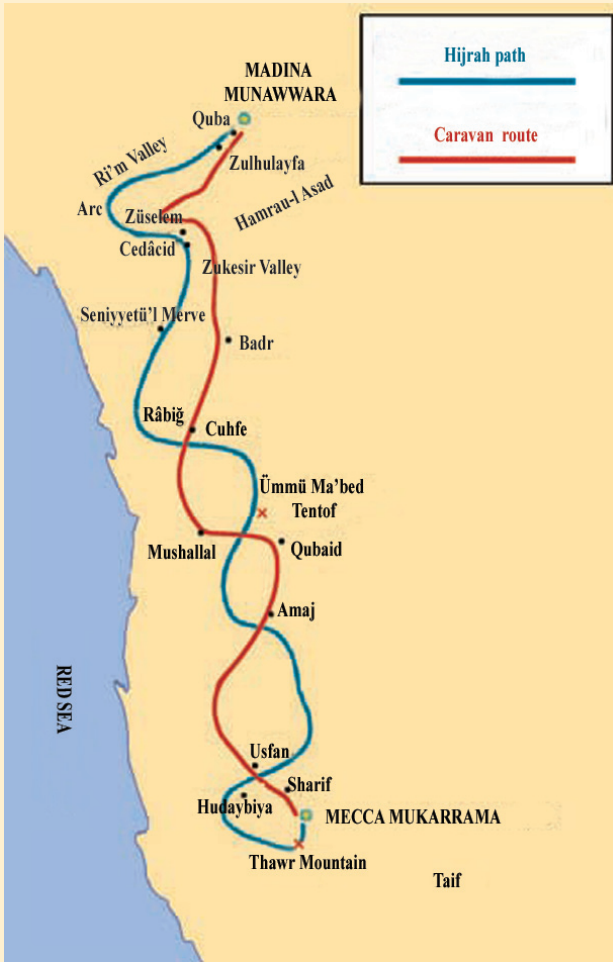 Hijrah path
Caravan route
MADINA
MUNAWWARA
Quba
Zulhulayfa
Ri'm Valley
Hamrau-l Asad
Arc
Züselem
Cedâcid
Zukesir Valley
Seniyyetü'l Merve
Badr
Râbiğ
Cuhfe
Ümmü Ma'bed
Tentof
Mushallal
Qubaid
Amaj
RED SEA
Usfan
Sharif
Hudaybiya
MECCA MUKARRAMA
Thawr Mountain
Taif